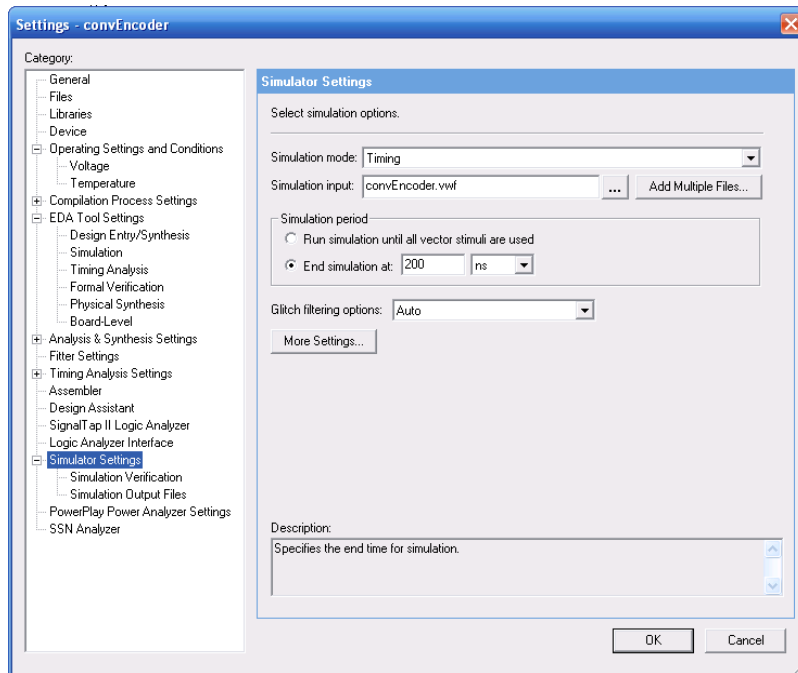 Settings - convEncoder
Category:
General
Files
Libraries
Device
Operating Settings and Conditions
Voltage
Temperature
Compilation Process Settings
EDA Tool Settings
Design Entry/Synthesis
Simulation
Timing Analysis
Formal Verification
Physical Synthesis
Board-Level
Analysis & Synthesis Settings
Fitter Settings
Timing Analysis Settings
Assembler
Design Assistant
SignalTap II Logic Analyzer
Logic Analyzer Interface
Simulator Settings
Simulation Verification
Simulation Output Files
PowerPlay Power Analyzer Settings
SSN Analyzer
Simulator Settings
Select simulation options.
Simulation mode: Timing
Simulation input: convEncoder.vwf ... Add Multiple Files...
Simulation period
Run simulation until all vector stimuli are used
End simulation at: 200 ns
Glitch filtering options: Auto
More Settings...
Description:
Specifies the end time for simulation.
OK Cancel